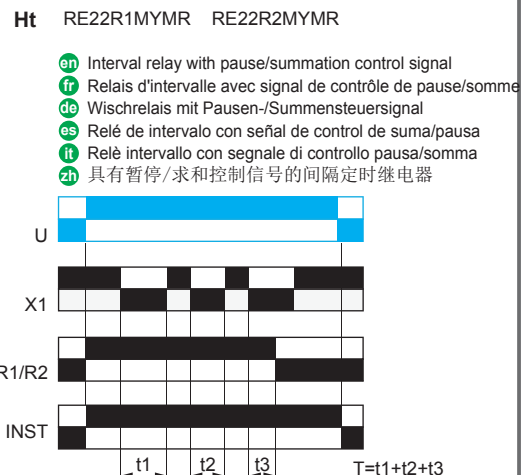 Ht RE22R1MYMR RE22R2MYMR
en Interval relay with pause/summation control signal
fr Relais d'intervalle avec signal de contrôle de pause/somme
de Wischrelais mit Pausen-/Summensteuersignal
es Relé de intervalo con señal de control de suma/pausa
it Relè intervallo con segnale di controllo pausa/somma
zh 具有暂停/求和控制信号的间隔定时继电器
U
X1
R1/R2
INST
t1 t2 t3 T=t1+t2+t3